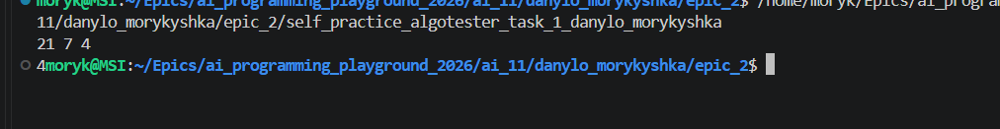 moryk@MSI:~/Epics/ai_programming_playground_2026/ai_11/danylo_morykyshka/epic_2$ /home/moryk/Epics/ai_progra
11/danylo_morykyshka/epic_2/self_practice_algotester_task_1_danylo_morykyshka
21 7 4
4moryk@MSI:~/Epics/ai_programming_playground_2026/ai_11/danylo_morykyshka/epic_2$